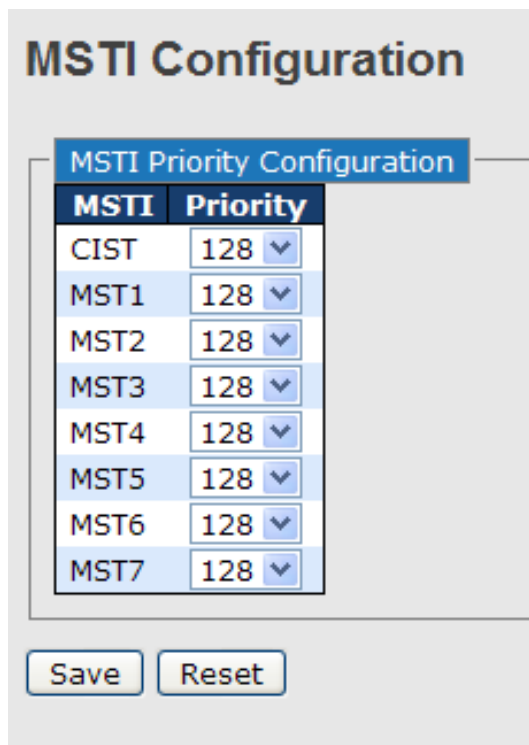 MSTI Configuration
MSTI Priority Configuration
MSTI Priority
CIST 128
MST1 128
MST2 128
MST3 128
MST4 128
MST5 128
MST6 128
MST7 128
Save Reset